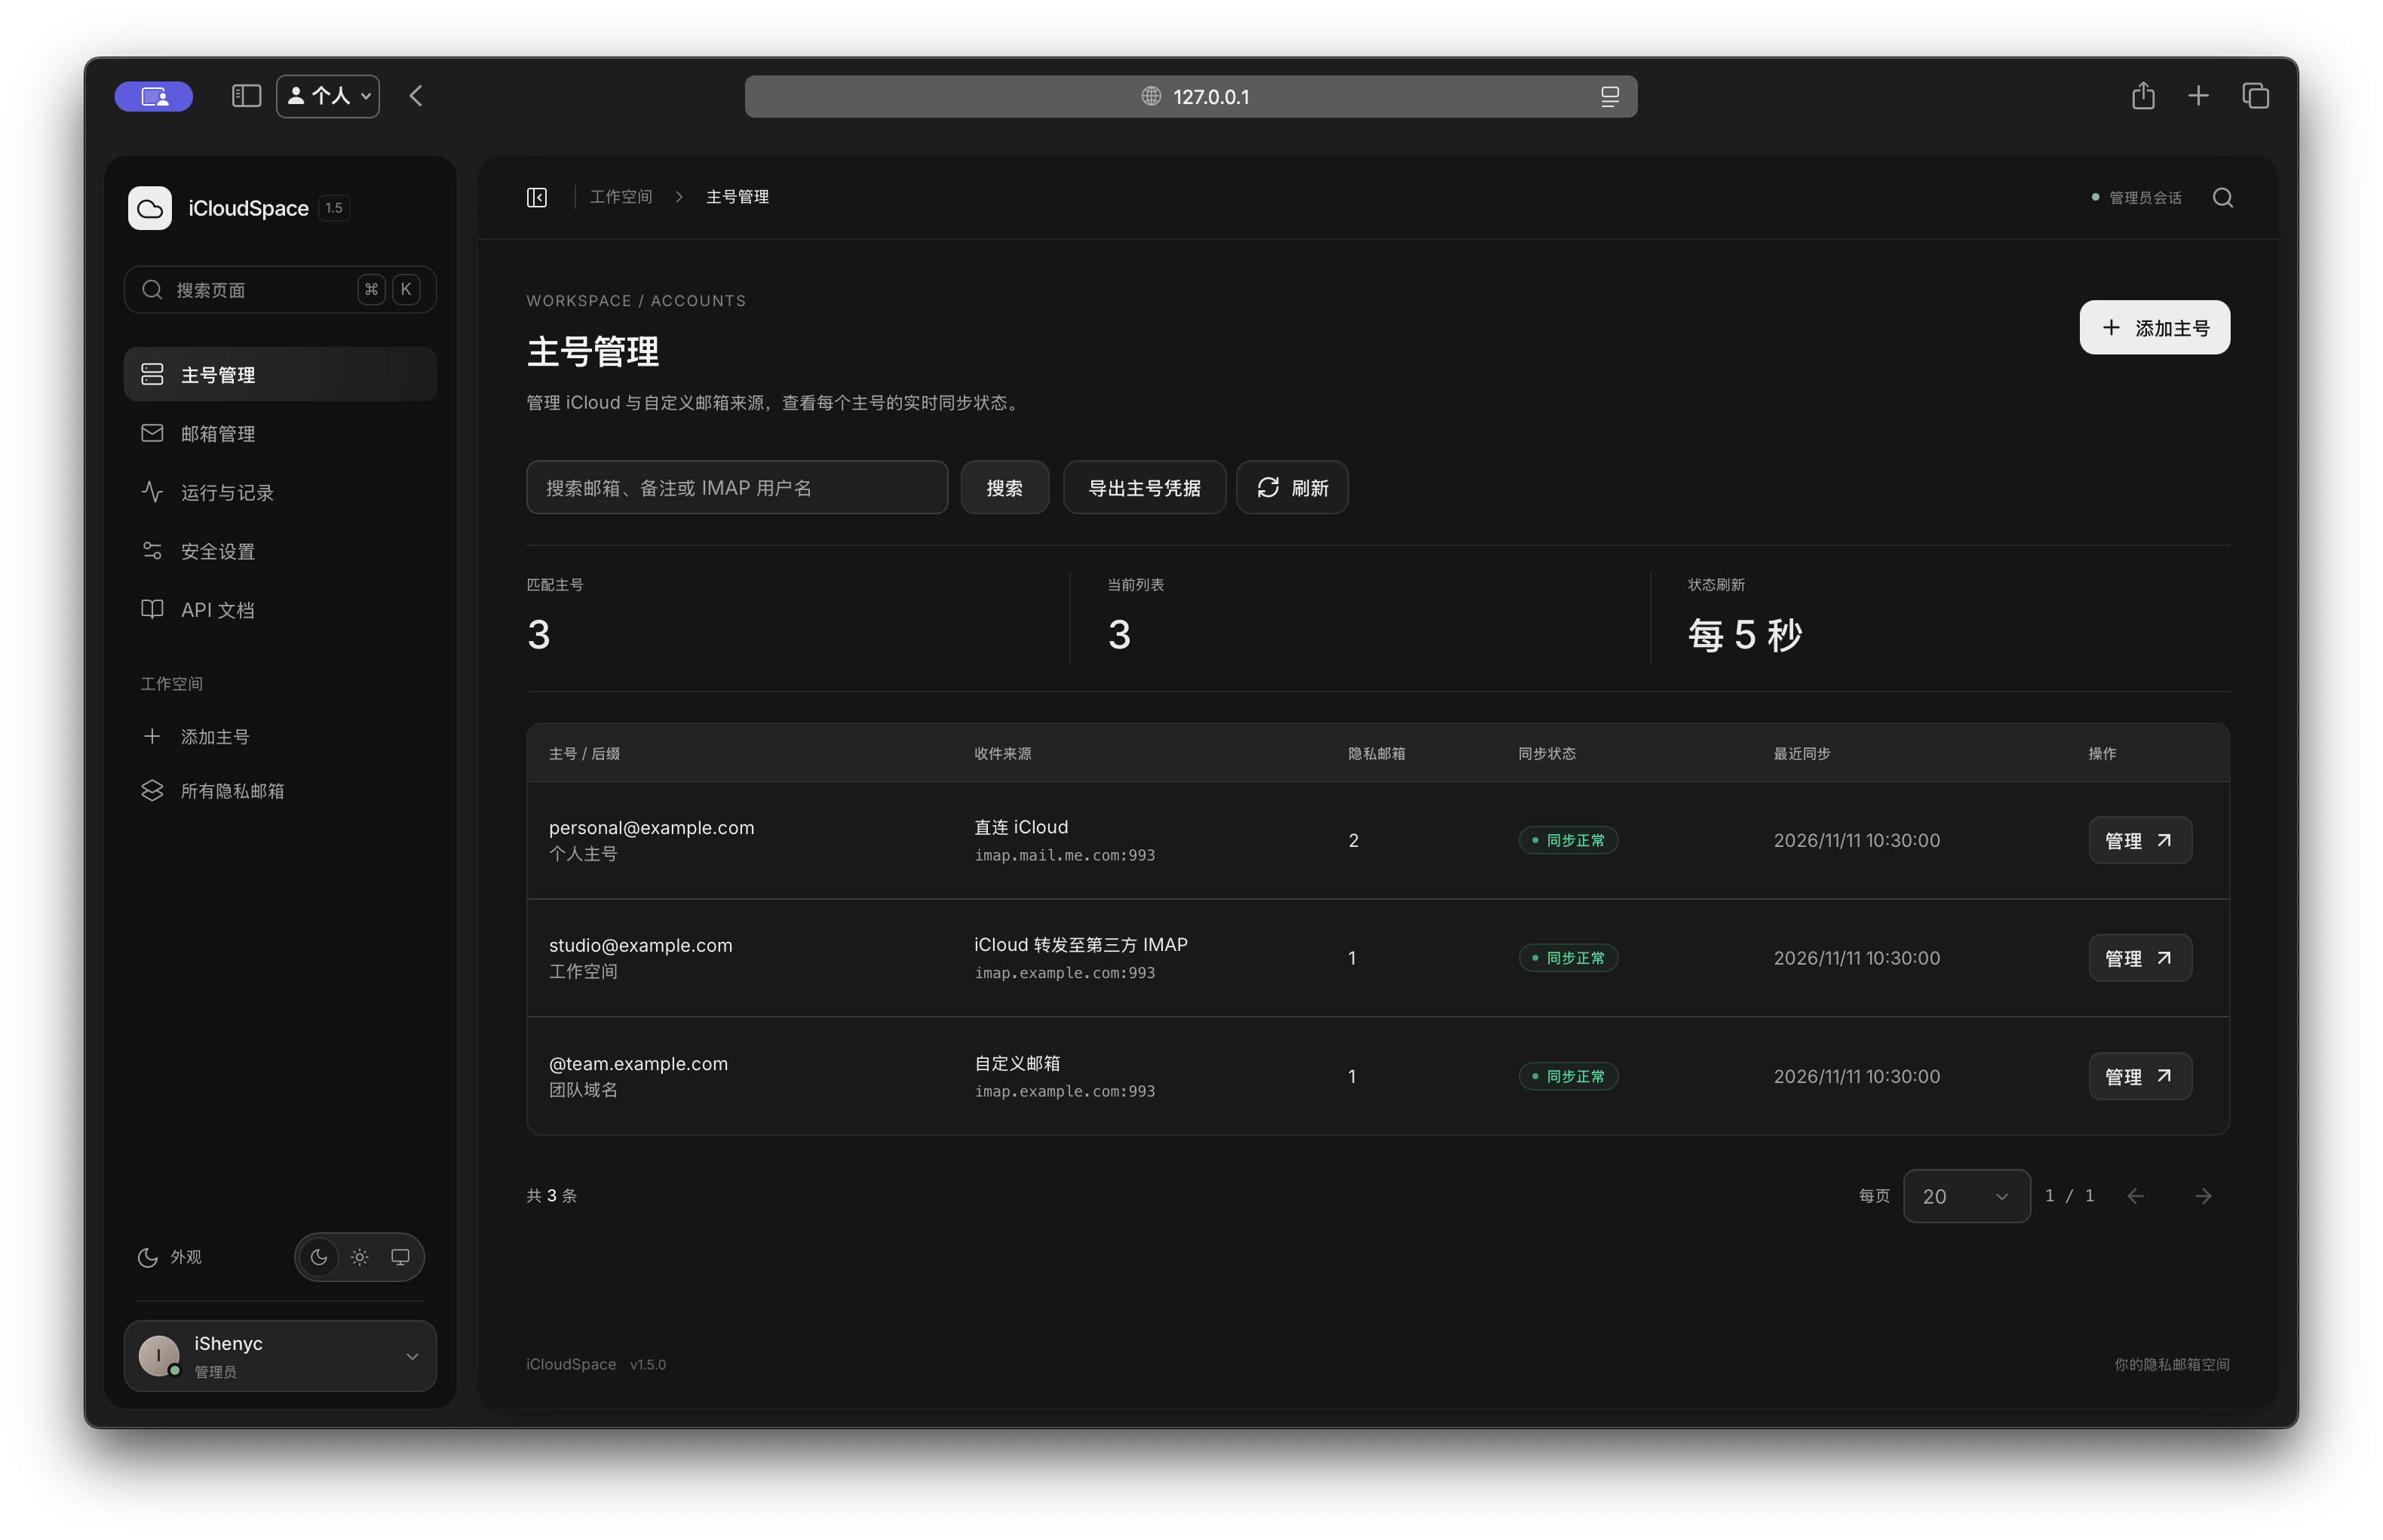 个人
127.0.0.1
iCloudSpace 1.5
搜索页面 ⌘ K
主号管理
邮箱管理
运行与记录
安全设置
API 文档
工作空间
添加主号
所有隐私邮箱
外观
I
iShenyc
管理员
工作空间 > 主号管理
管理员会话
WORKSPACE / ACCOUNTS
主号管理
管理 iCloud 与自定义邮箱来源，查看每个主号的实时同步状态。
+ 添加主号
搜索邮箱、备注或 IMAP 用户名 搜索 导出主号凭据 刷新
匹配主号 当前列表 状态刷新
3 3 每 5 秒
主号 / 后缀 收件来源 隐私邮箱 同步状态 最近同步 操作
personal@example.com 直连 iCloud 2 同步正常 2026/11/11 10:30:00 管理
个人主号 imap.mail.me.com:993
studio@example.com iCloud 转发至第三方 IMAP 1 同步正常 2026/11/11 10:30:00 管理
工作空间 imap.example.com:993
@team.example.com 自定义邮箱 1 同步正常 2026/11/11 10:30:00 管理
团队域名 imap.example.com:993
共 3 条 每页 20 1 / 1
iCloudSpace v1.5.0 你的隐私邮箱空间